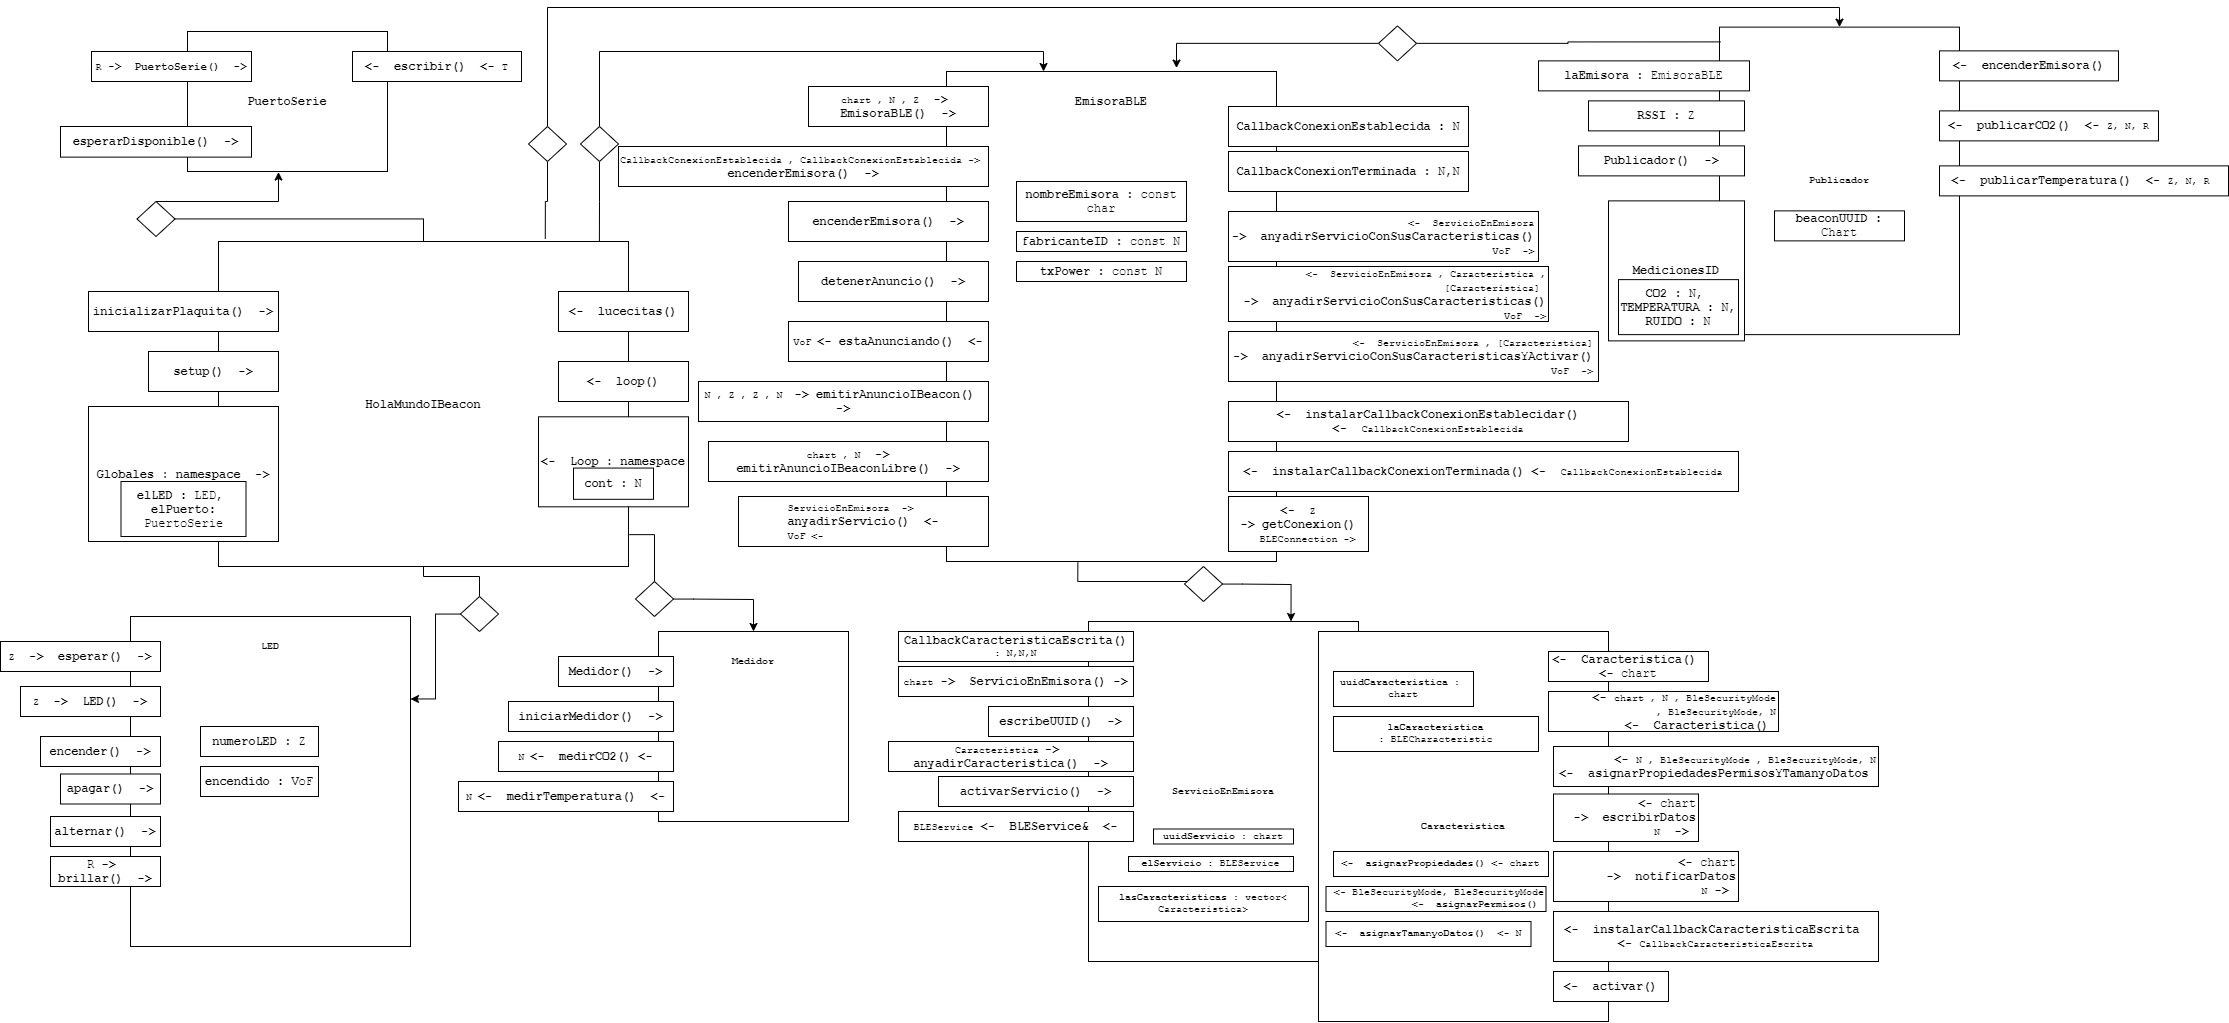 R -> PuertoSerie() ->
<- escribir() <- T
PuertoSerie
esperarDisponible() ->
chart , N , Z ->
EmisoraBLE() ->
EmisoraBLE
CallbackConexionEstablecida : N
CallbackConexionEstablecida , CallbackConexionEstablecida ->
encenderEmisora() ->
CallbackConexionTerminada : N,N
nombreEmisora : const
char
encenderEmisora() ->
fabricanteID : const N
txPower : const N
<- ServicioEnEmisora
-> anyadirServicioConSusCaracteristicas()
VoF ->
detenerAnuncio() ->
<- ServicioEnEmisora , Caracteristica ,
[Caracteristica]
-> anyadirServicioConSusCaracteristicas()
VoF ->
VoF <- estaAnunciando() <-
<- ServicioEnEmisora , [Caracteristica]
-> anyadirServicioConSusCaracteristicasYActivar()
VoF ->
N , Z , Z , N -> emitirAnuncioIBeacon()
->
<- instalarCallbackConexionEstablecidar()
<- CallbackConexionEstablecida
chart , N ->
emitirAnuncioIBeaconLibre() ->
<- instalarCallbackConexionTerminada() <- CallbackConexionEstablecida
ServicioEnEmisora ->
anyadirServicio() <-
VoF <-
<- Z
-> getConexion()
BLEConnection ->
laEmisora : EmisoraBLE
RSSI : Z
Publicador() ->
<- encenderEmisora()
<- publicarCO2() <- Z, N, R
<- publicarTemperatura() <- Z, N, R
Publicador
beaconUUID :
Chart
MedicionesID
CO2 : N,
TEMPERATURA : N,
RUIDO : N
inicializarPlaquita() ->
<- lucecitas()
setup() ->
<- loop()
HolaMundoIBeacon
Globales : namespace ->
elLED : LED,
elPuerto:
PuertoSerie
<- Loop : namespace
cont : N
LED
Z -> esperar() ->
Z -> LED() ->
encender() ->
apagar() ->
alternar() ->
R ->
brillar() ->
numeroLED : Z
encendido : VoF
Medidor
Medidor() ->
iniciarMedidor() ->
N <- medirCO2() <-
N <- medirTemperatura() <-
CallbackCaracteristicaEscrita()
: N,N,N
chart -> ServicioEnEmisora() ->
escribeUUID() ->
Caracteristica ->
anyadirCaracteristica() ->
activarServicio() ->
BLEService <- BLEService& <-
ServicioEnEmisora
uuidServicio : chart
elServicio : BLEService
lasCaracteristicas : vector<
Caracteristica>
uuidCaracteristica :
chart
laCaracteristica
: BLECharacteristic
Caracteristica
<- asignarPropiedades() <- chart
<- BleSecurityMode, BleSecurityMode
<- asignarPermisos()
<- asignarTamanyoDatos() <- N
<- Caracteristica()
<- chart
<- chart , N , BleSecurityMode
, BleSecurityMode, N
<- Caracteristica()
<- N , BleSecurityMode , BleSecurityMode, N
<- asignarPropiedadesPermisosYTamanyoDatos
<- chart
-> escribirDatos
N ->
<- chart
-> notificarDatos
N ->
<- instalarCallbackCaracteristicaEscrita
<- CallbackCaracteristicaEscrita
<- activar()